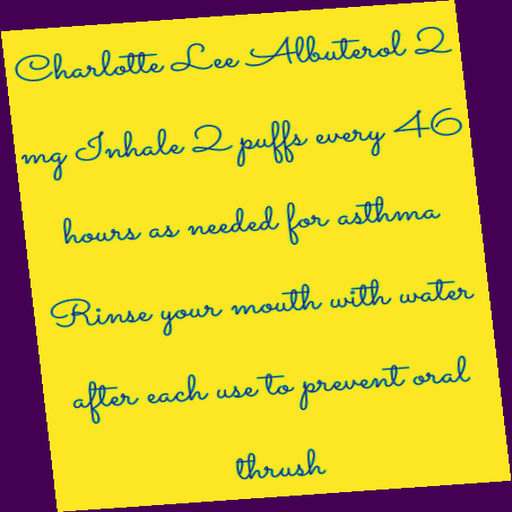 Charlotte Lee Albuterol 2
mg Inhale 2 puffs every 46
hours as needed for asthma
Rinse your mouth with water
after each use to prevent oral
thrush